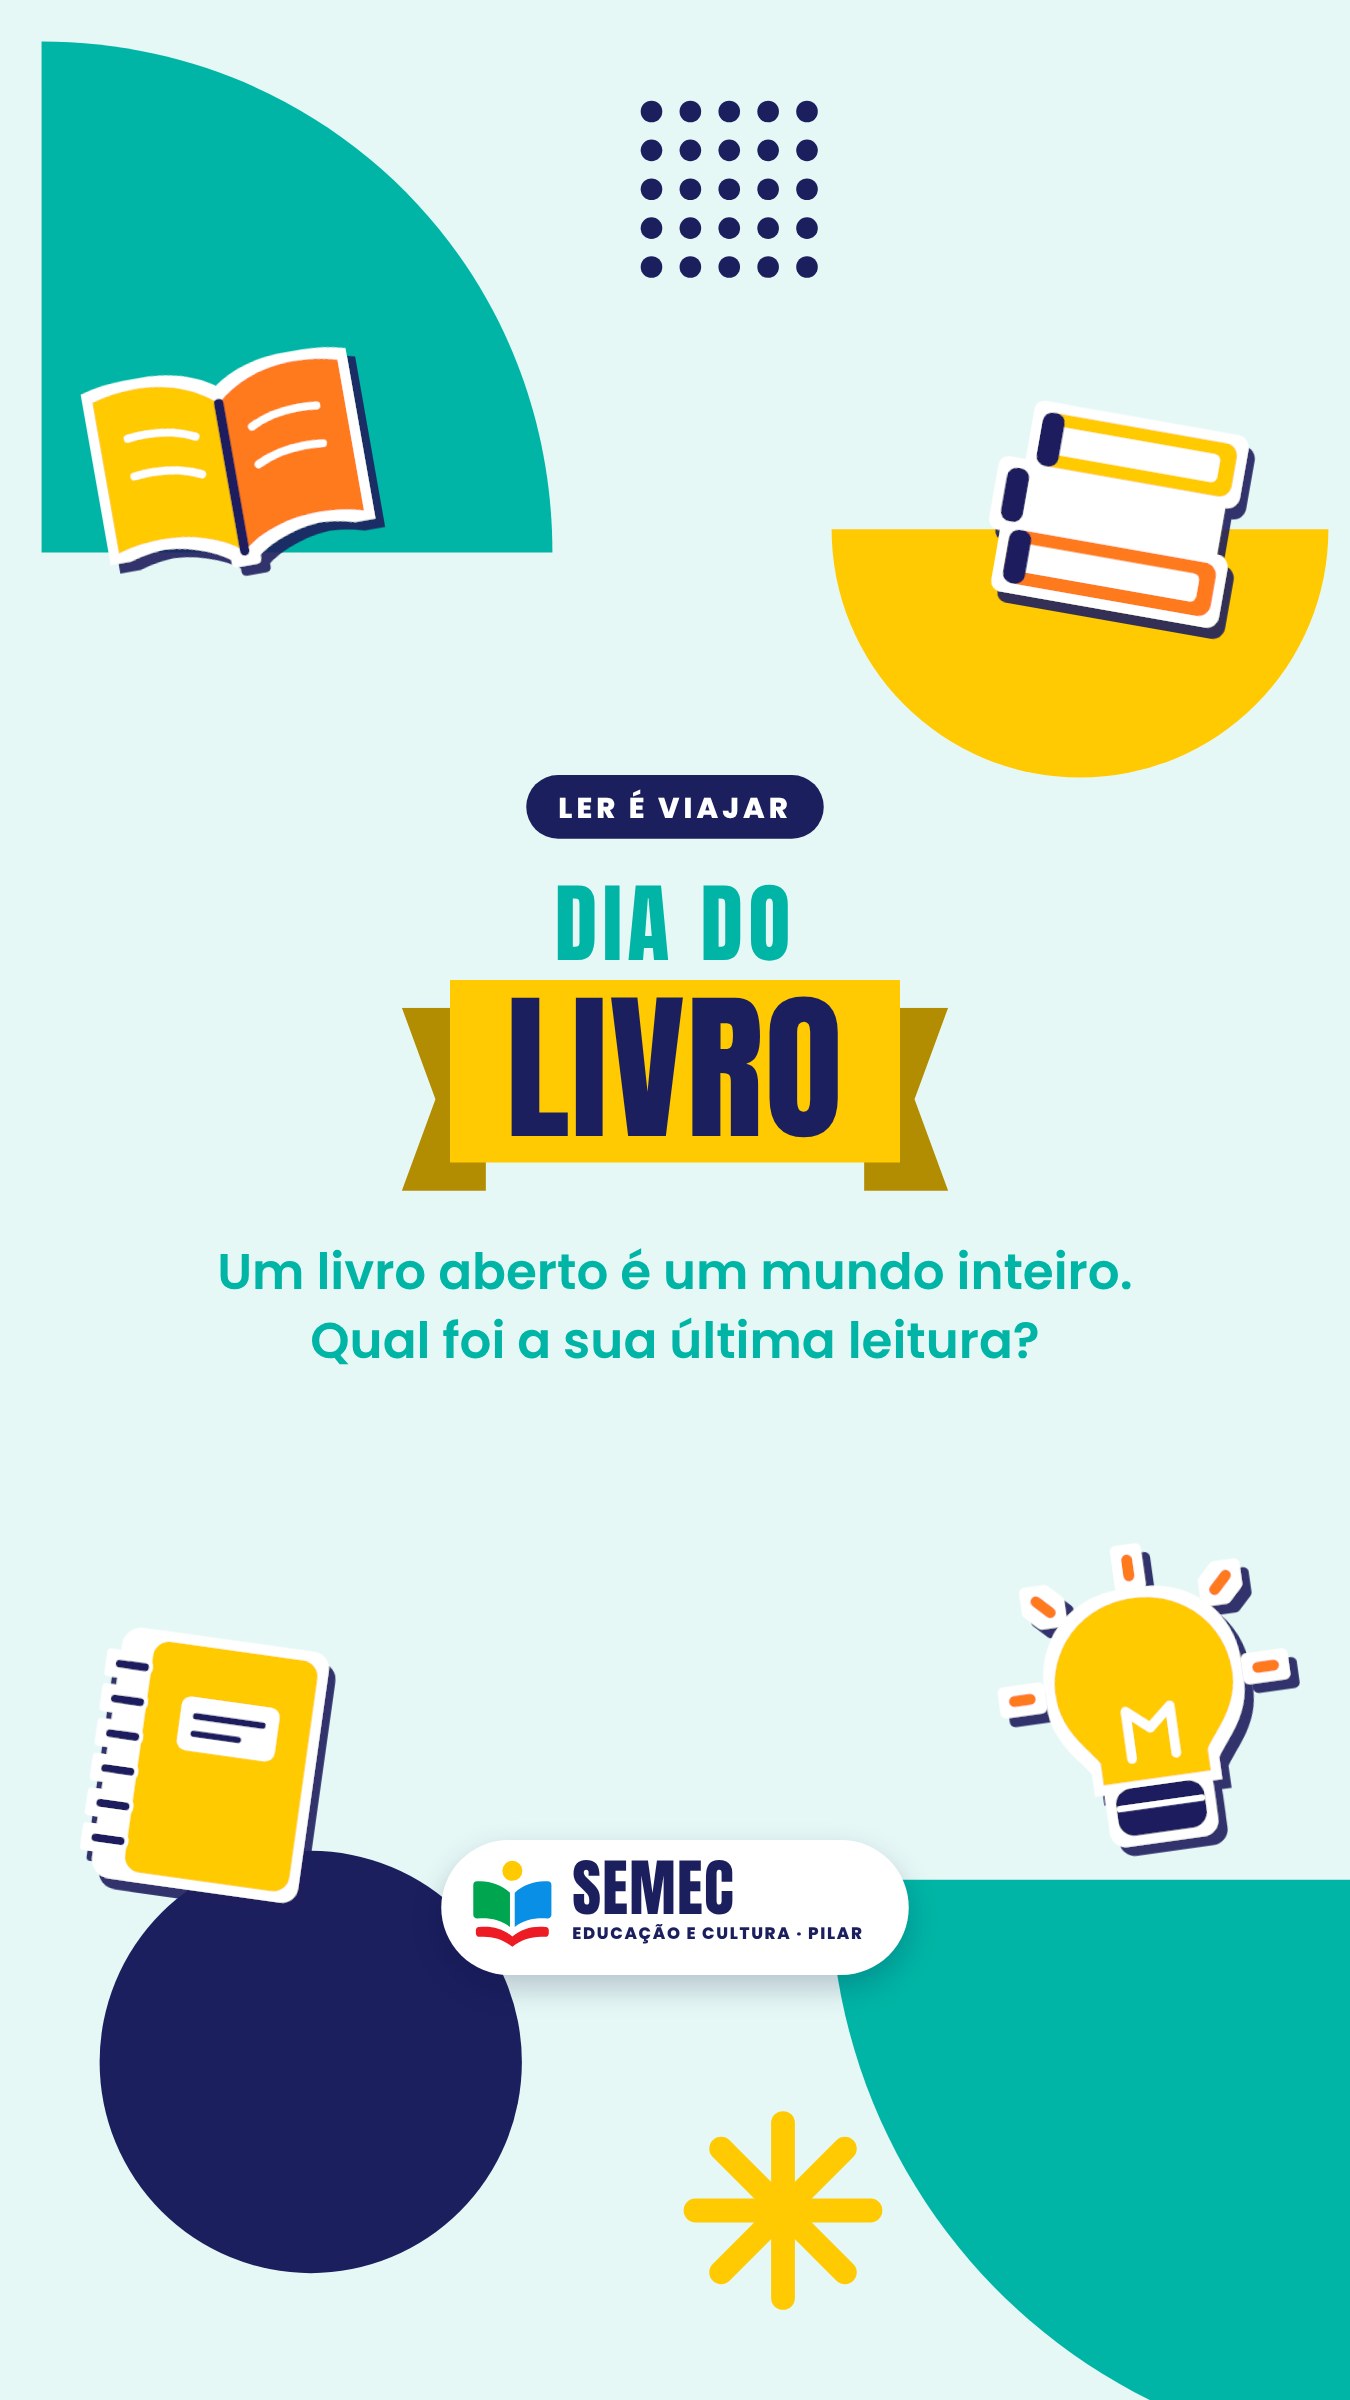 LER É VIAJAR
DIA DO
LIVRO
Um livro aberto é um mundo inteiro.
Qual foi a sua última leitura?
SEMEC
EDUCAÇÃO E CULTURA · PILAR